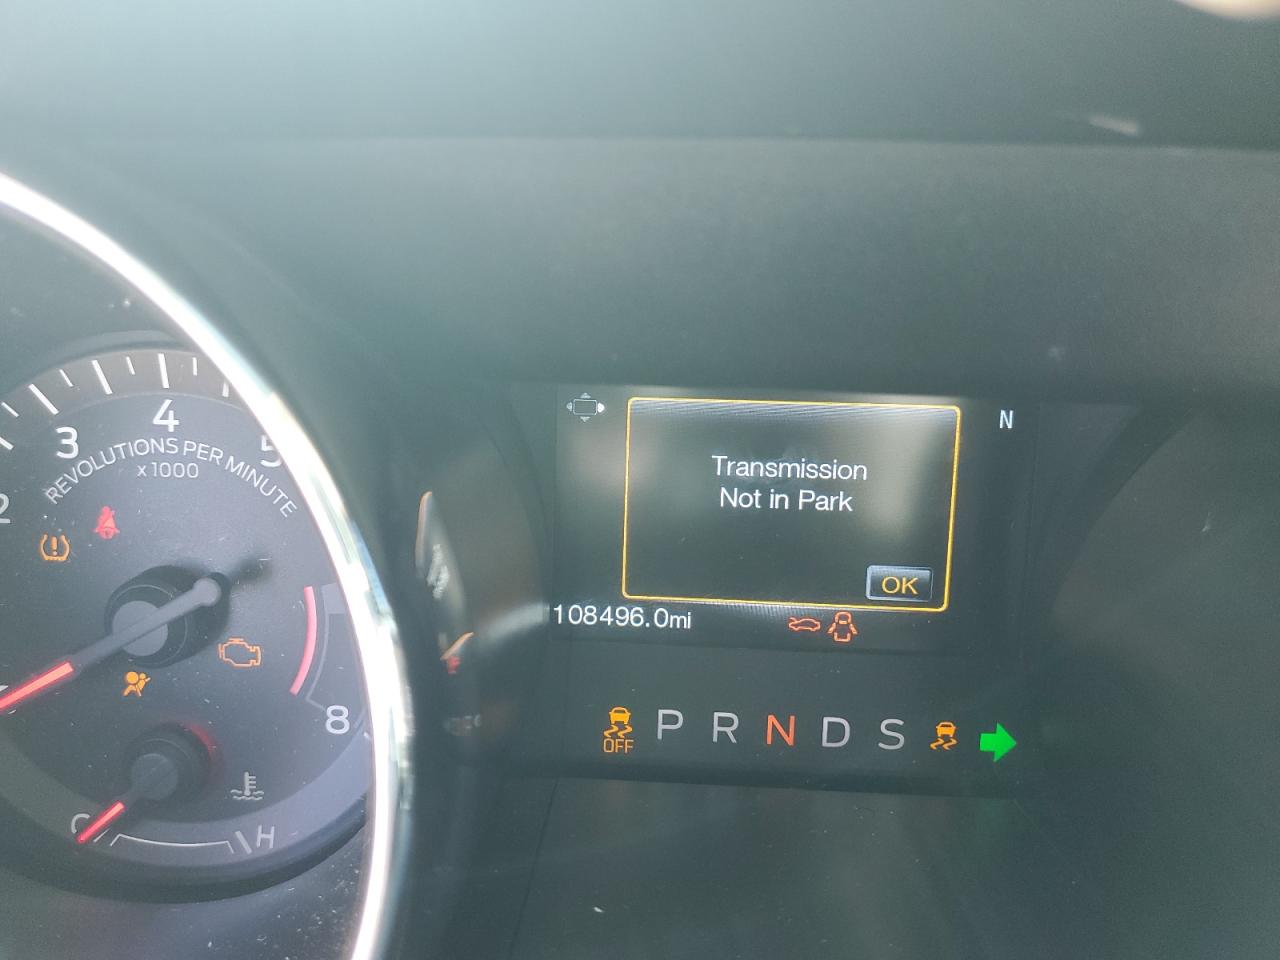 2
3
4
5
REVOLUTIONS PER MINUTE
x1000
8
C
H
N
Transmission
Not in Park
OK
108496.0mi
OFF
P R N D S